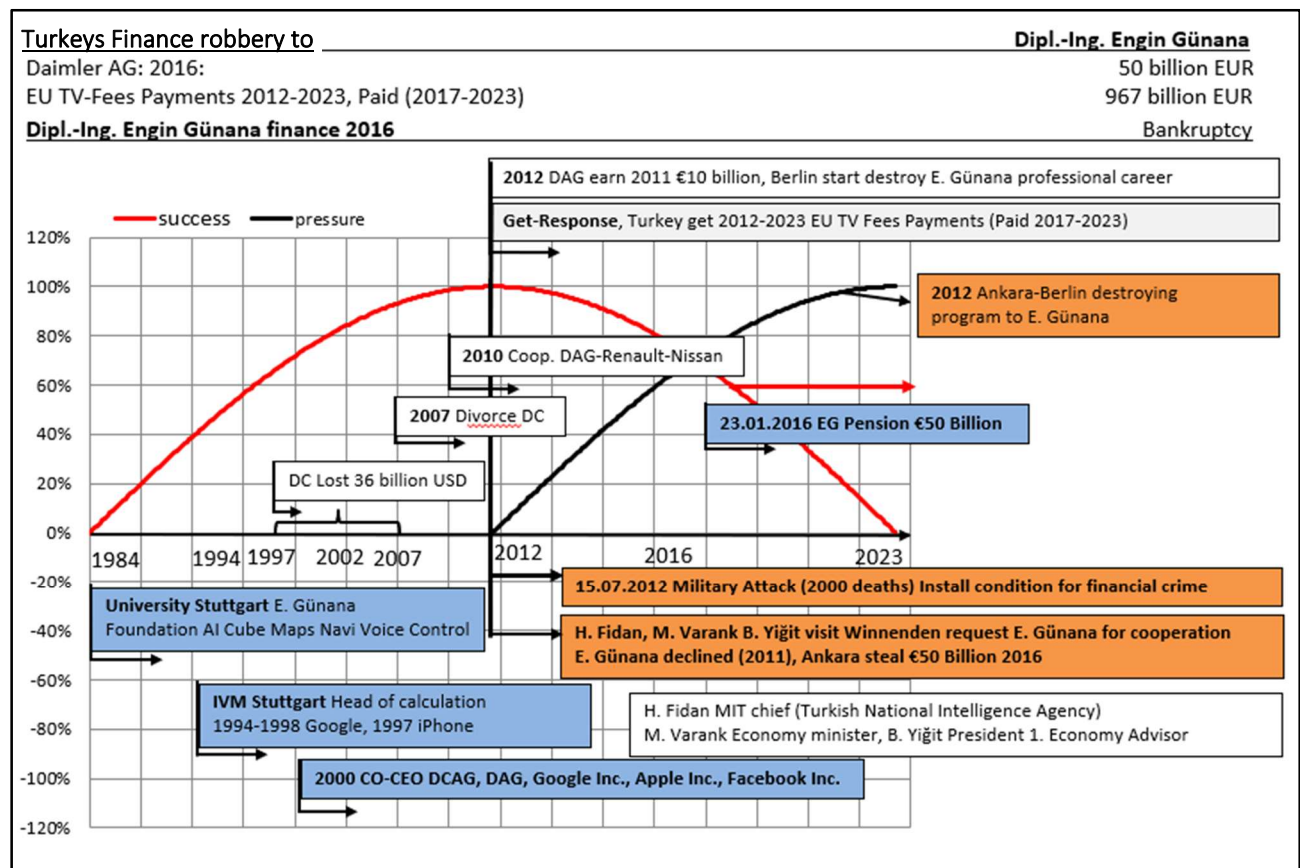 Turkeys Finance robbery to Dipl.-Ing. Engin Günana
Daimler AG: 2016: 50 billion EUR
EU TV-Fees Payments 2012-2023, Paid (2017-2023) 967 billion EUR
Dipl.-Ing. Engin Günana finance 2016 Bankruptcy
2012 DAG earn 2011 €10 billion, Berlin start destroy E. Günana professional career
success pressure
Get-Response, Turkey get 2012-2023 EU TV Fees Payments (Paid 2017-2023)
120%
100%
2012 Ankara-Berlin destroying
program to E. Günana
80%
2010 Coop. DAG-Renault-Nissan
60%
2007 Divorce DC
23.01.2016 EG Pension €50 Billion
40%
DC Lost 36 billion USD
20%
0%
1984 1994 1997 2002 2007 2012 2016 2023
-20%
15.07.2012 Military Attack (2000 deaths) Install condition for financial crime
University Stuttgart E. Günana
Foundation AI Cube Maps Navi Voice Control
-40%
H. Fidan, M. Varank B. Yiğit visit Winnenden request E. Günana for cooperation
E. Günana declined (2011), Ankara steal €50 Billion 2016
-60%
IVM Stuttgart Head of calculation
1994-1998 Google, 1997 iPhone
H. Fidan MIT chief (Turkish National Intelligence Agency)
M. Varank Economy minister, B. Yiğit President 1. Economy Advisor
-80%
2000 CO-CEO DCAG, DAG, Google Inc., Apple Inc., Facebook Inc.
-100%
-120%